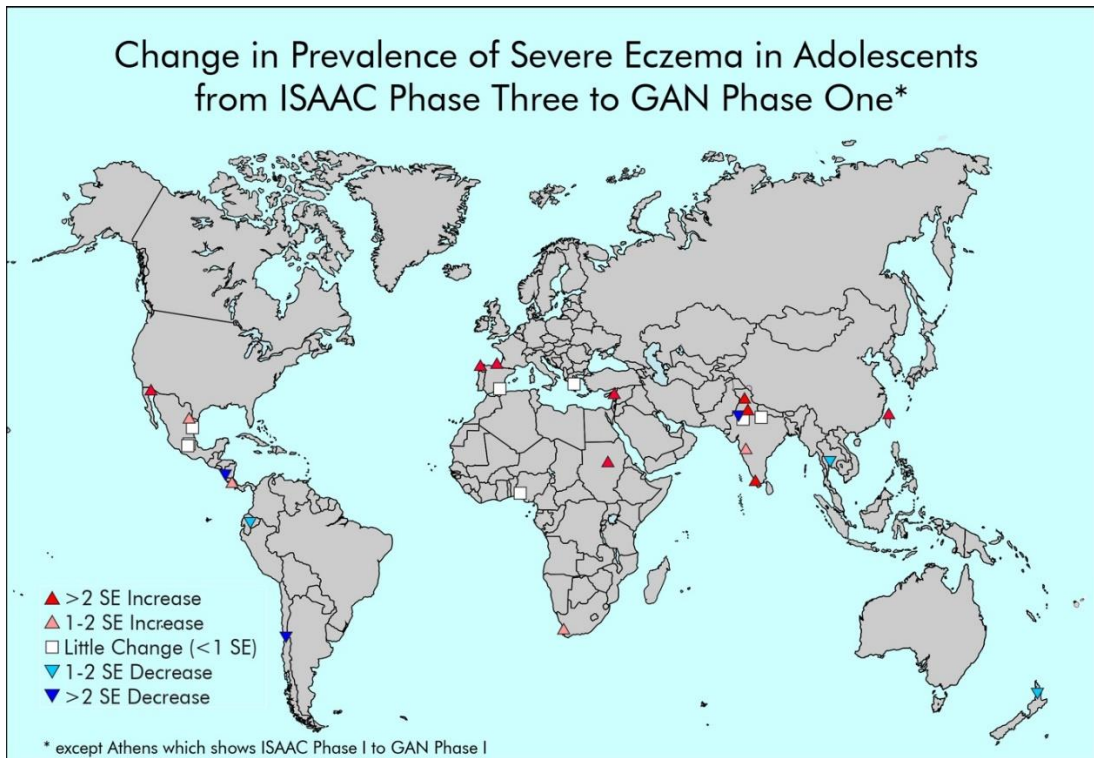 Change in Prevalence of Severe Eczema in Adolescents
from ISAAC Phase Three to GAN Phase One*
>2 SE Increase
1-2 SE Increase
Little Change (<1 SE)
1-2 SE Decrease
>2 SE Decrease
* except Athens which shows ISAAC Phase I to GAN Phase I